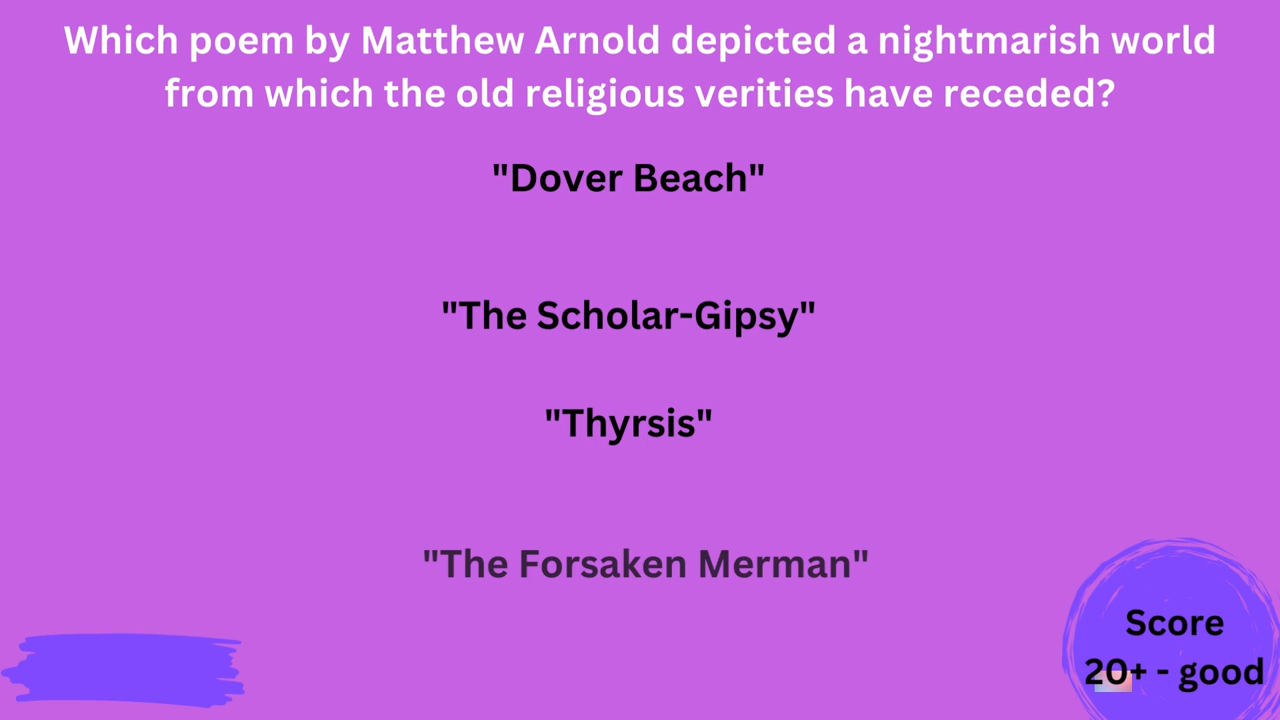 Which poem by Matthew Arnold depicted a nightmarish world
from which the old religious verities have receded?
"Dover Beach"
"The Scholar-Gipsy"
"Thyrsis"
"The Forsaken Merman"
Score
20+ - good